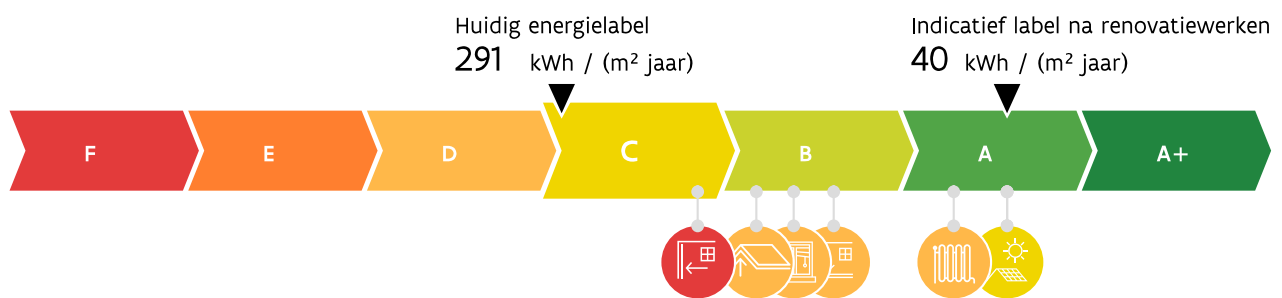 Huidig energielabel
291 kWh / (m² jaar)
Indicatief label na renovatiewerken
40 kWh / (m² jaar)
F E D C B A A+